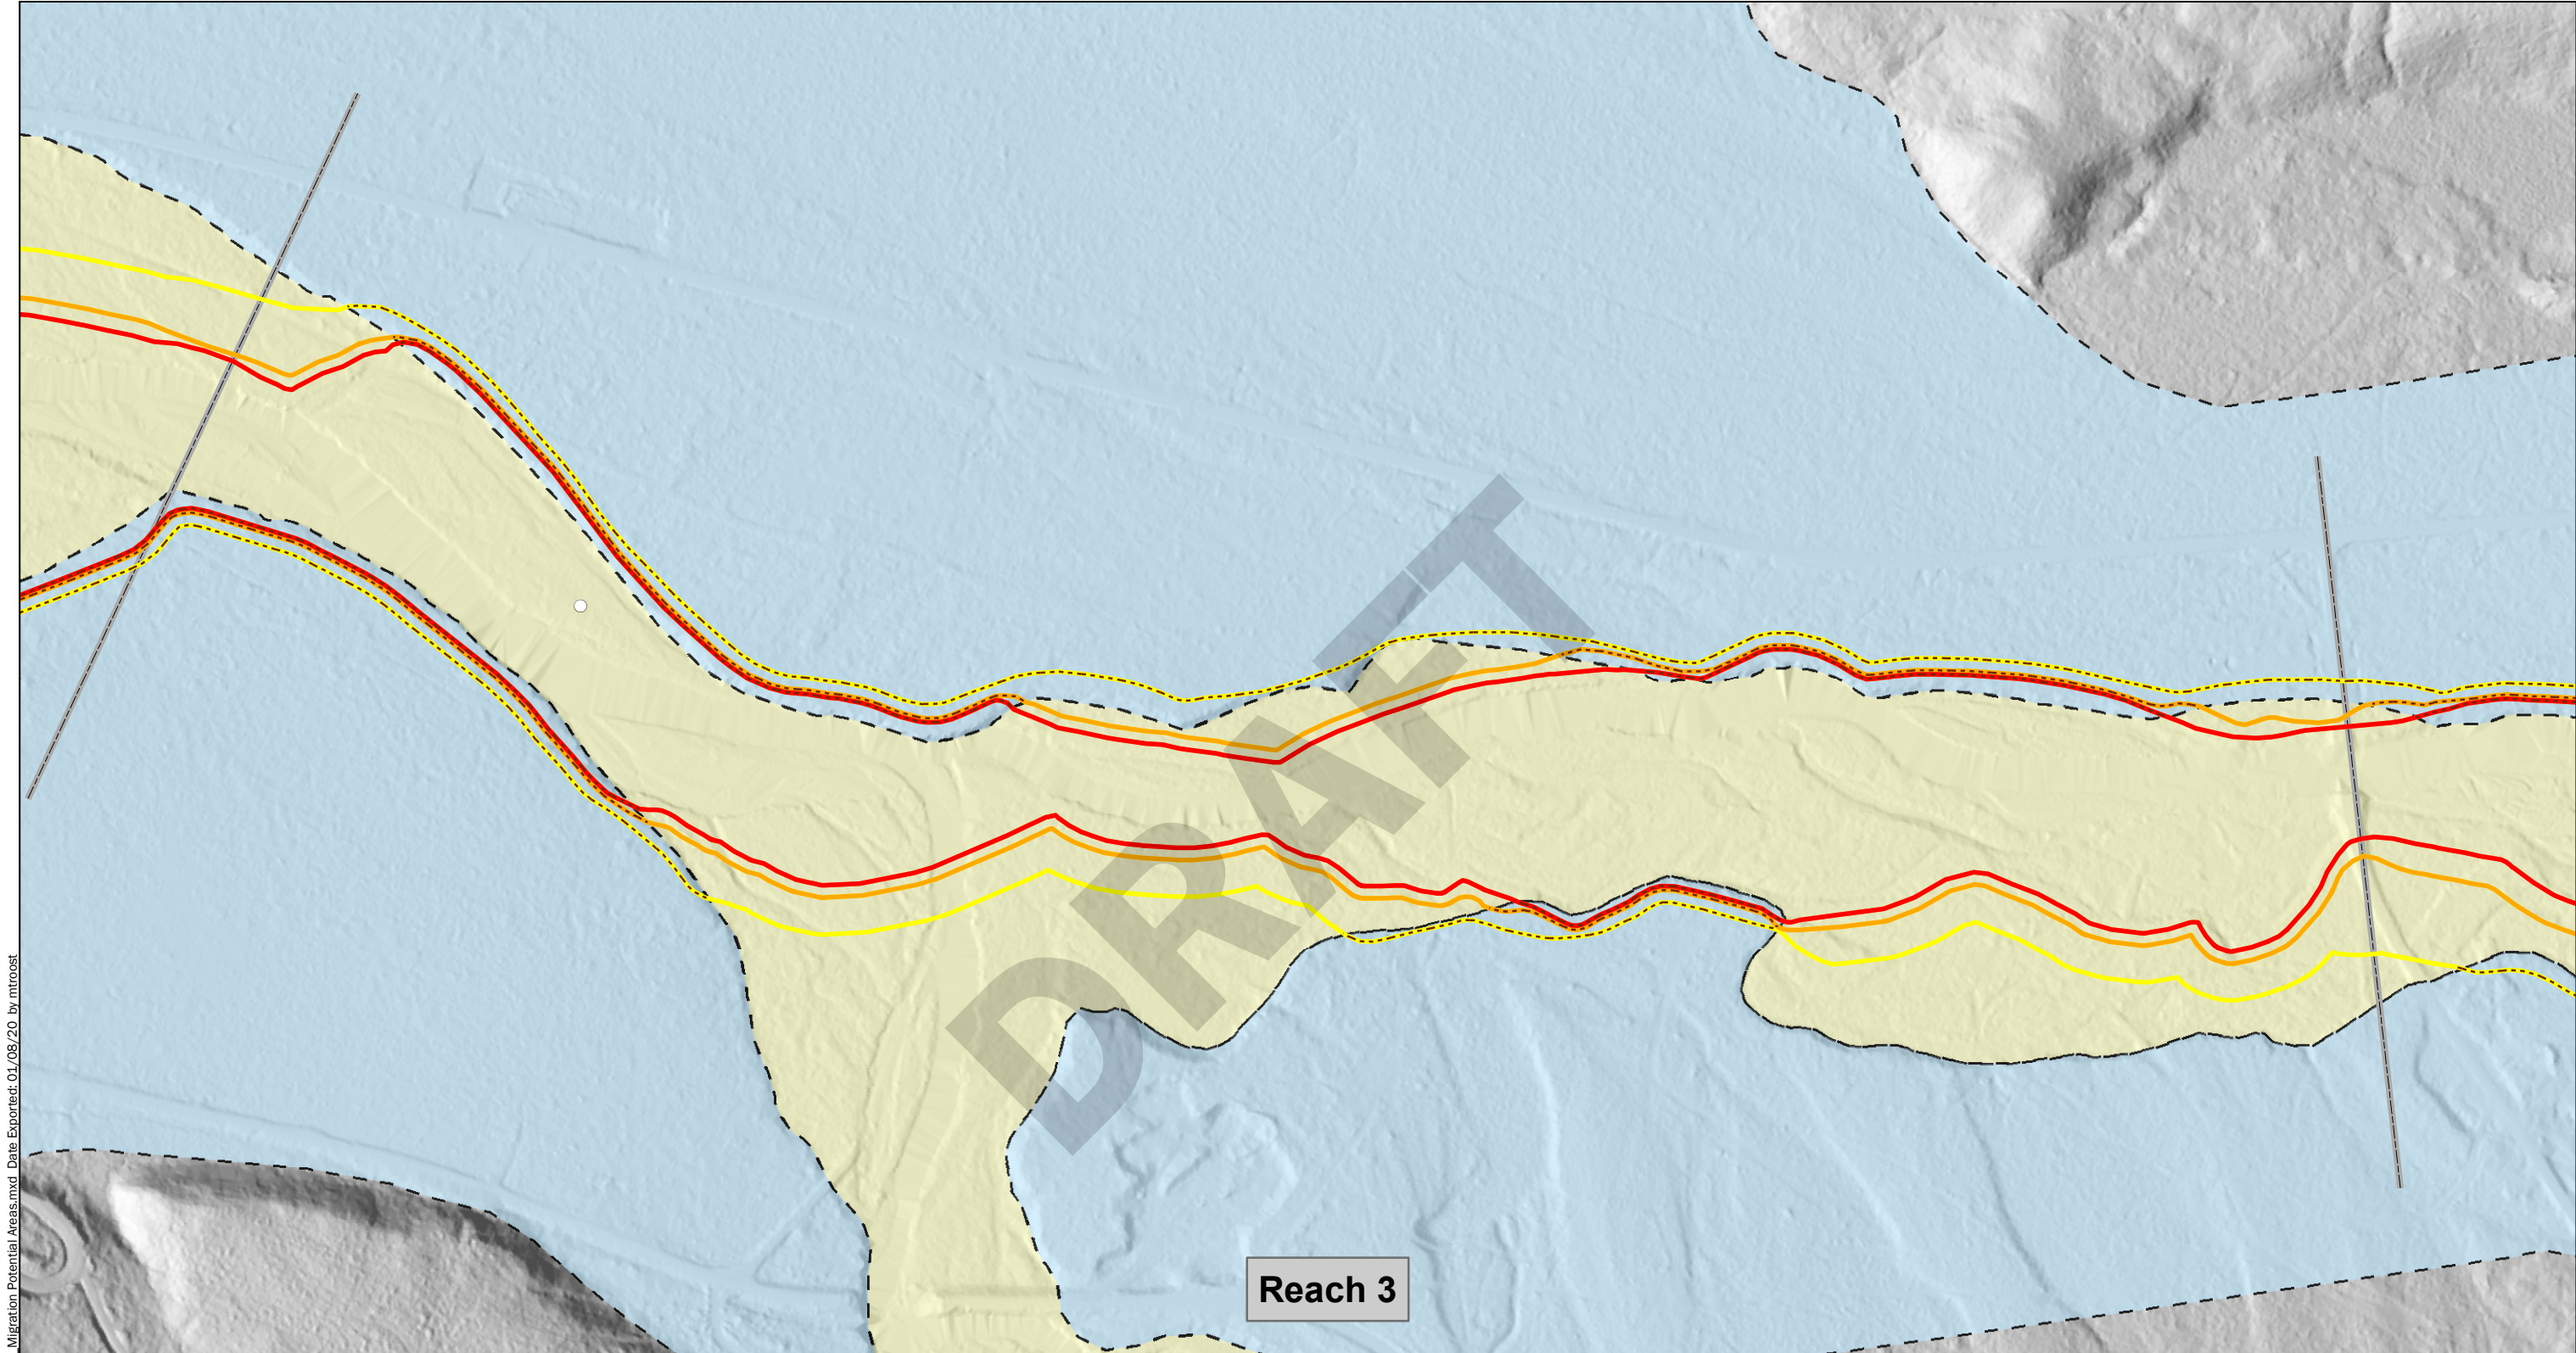 Migration Potential Areas.mxd Date Exported: 01/08/20 by mtroost
DRAFT
Reach 3